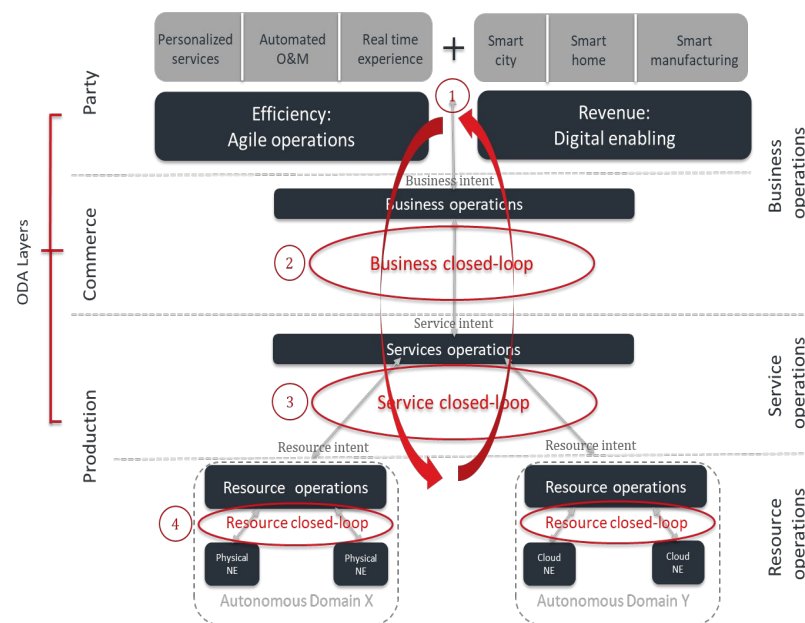 Personalized
services
Automated
O&M
Real time
experience
+
Smart
city
Smart
home
Smart
manufacturing
Party
1
Efficiency:
Agile operations
Revenue:
Digital enabling
Business
operations
Business intent
Business operations
ODA Layers
Commerce
2
Business closed-loop
Service intent
Services operations
Production
3
Service closed-loop
Service
operations
Resource intent
Resource intent
Resource operations
Resource operations
4
Resource closed-loop
Resource closed-loop
Resource
operations
Physical
NE
Physical
NE
Cloud
NE
Cloud
NE
Autonomous Domain X
Autonomous Domain Y